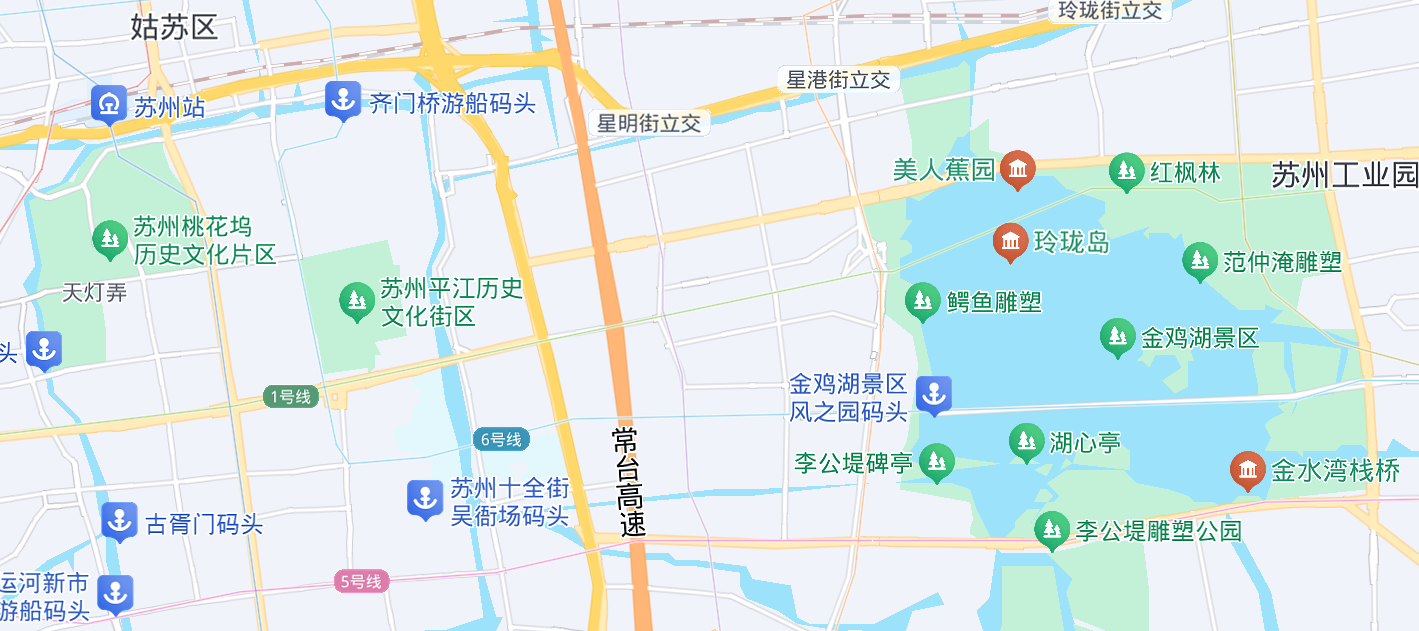 玲珑街立交
姑苏区
星港街立交
苏州站
齐门桥游船码头
星明街立交
美人蕉园
红枫林
苏州工业园
苏州桃花坞
历史文化片区
玲珑岛
范仲淹雕塑
天灯弄
苏州平江历史
文化街区
鳄鱼雕塑
金鸡湖景区
头
金鸡湖景区
风之园码头
1号线
6号线
常台高速
湖心亭
李公堤碑亭
金水湾栈桥
苏州十全街
吴衙场码头
古胥门码头
李公堤雕塑公园
5号线
运河新市
游船码头